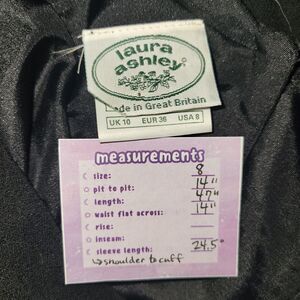 laura
ashley
Made in Great Britain
UK 10 EUR 36 USA 8
measurements
size: 8
pit to pit: 14"
length: 47"
waist flat across: 14"
rise:
inseam:
sleeve length: 24.5"
↳ shoulder to cuff